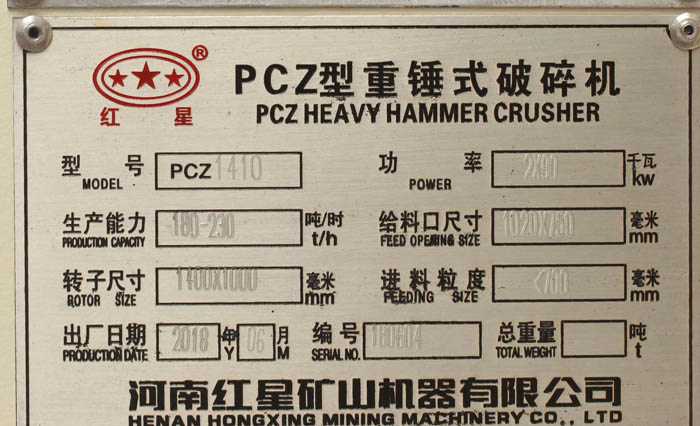 ®
红 星
PCZ型重锤式破碎机
PCZ HEAVY HAMMER CRUSHER
型 号 PCZ 1410 功 率 2X90 千瓦
MODEL POWER kw
生产能力 180-230 吨/时 给料口尺寸 1020X750 毫米
PRODUCTION CAPACITY t/h FEED OPENING SIZE mm
转子尺寸 1400X1000 毫米 进料粒度 <700 毫米
ROTOR SIZE mm FEEDING SIZE mm
出厂日期 2018 年 06 月 编号 180604 总重量 吨
PRODUCTION DATE Y M SERIAL NO. TOTAL WEIGHT t
河南红星矿山机器有限公司
HENAN HONGXING MINING MACHINERY CO., LTD